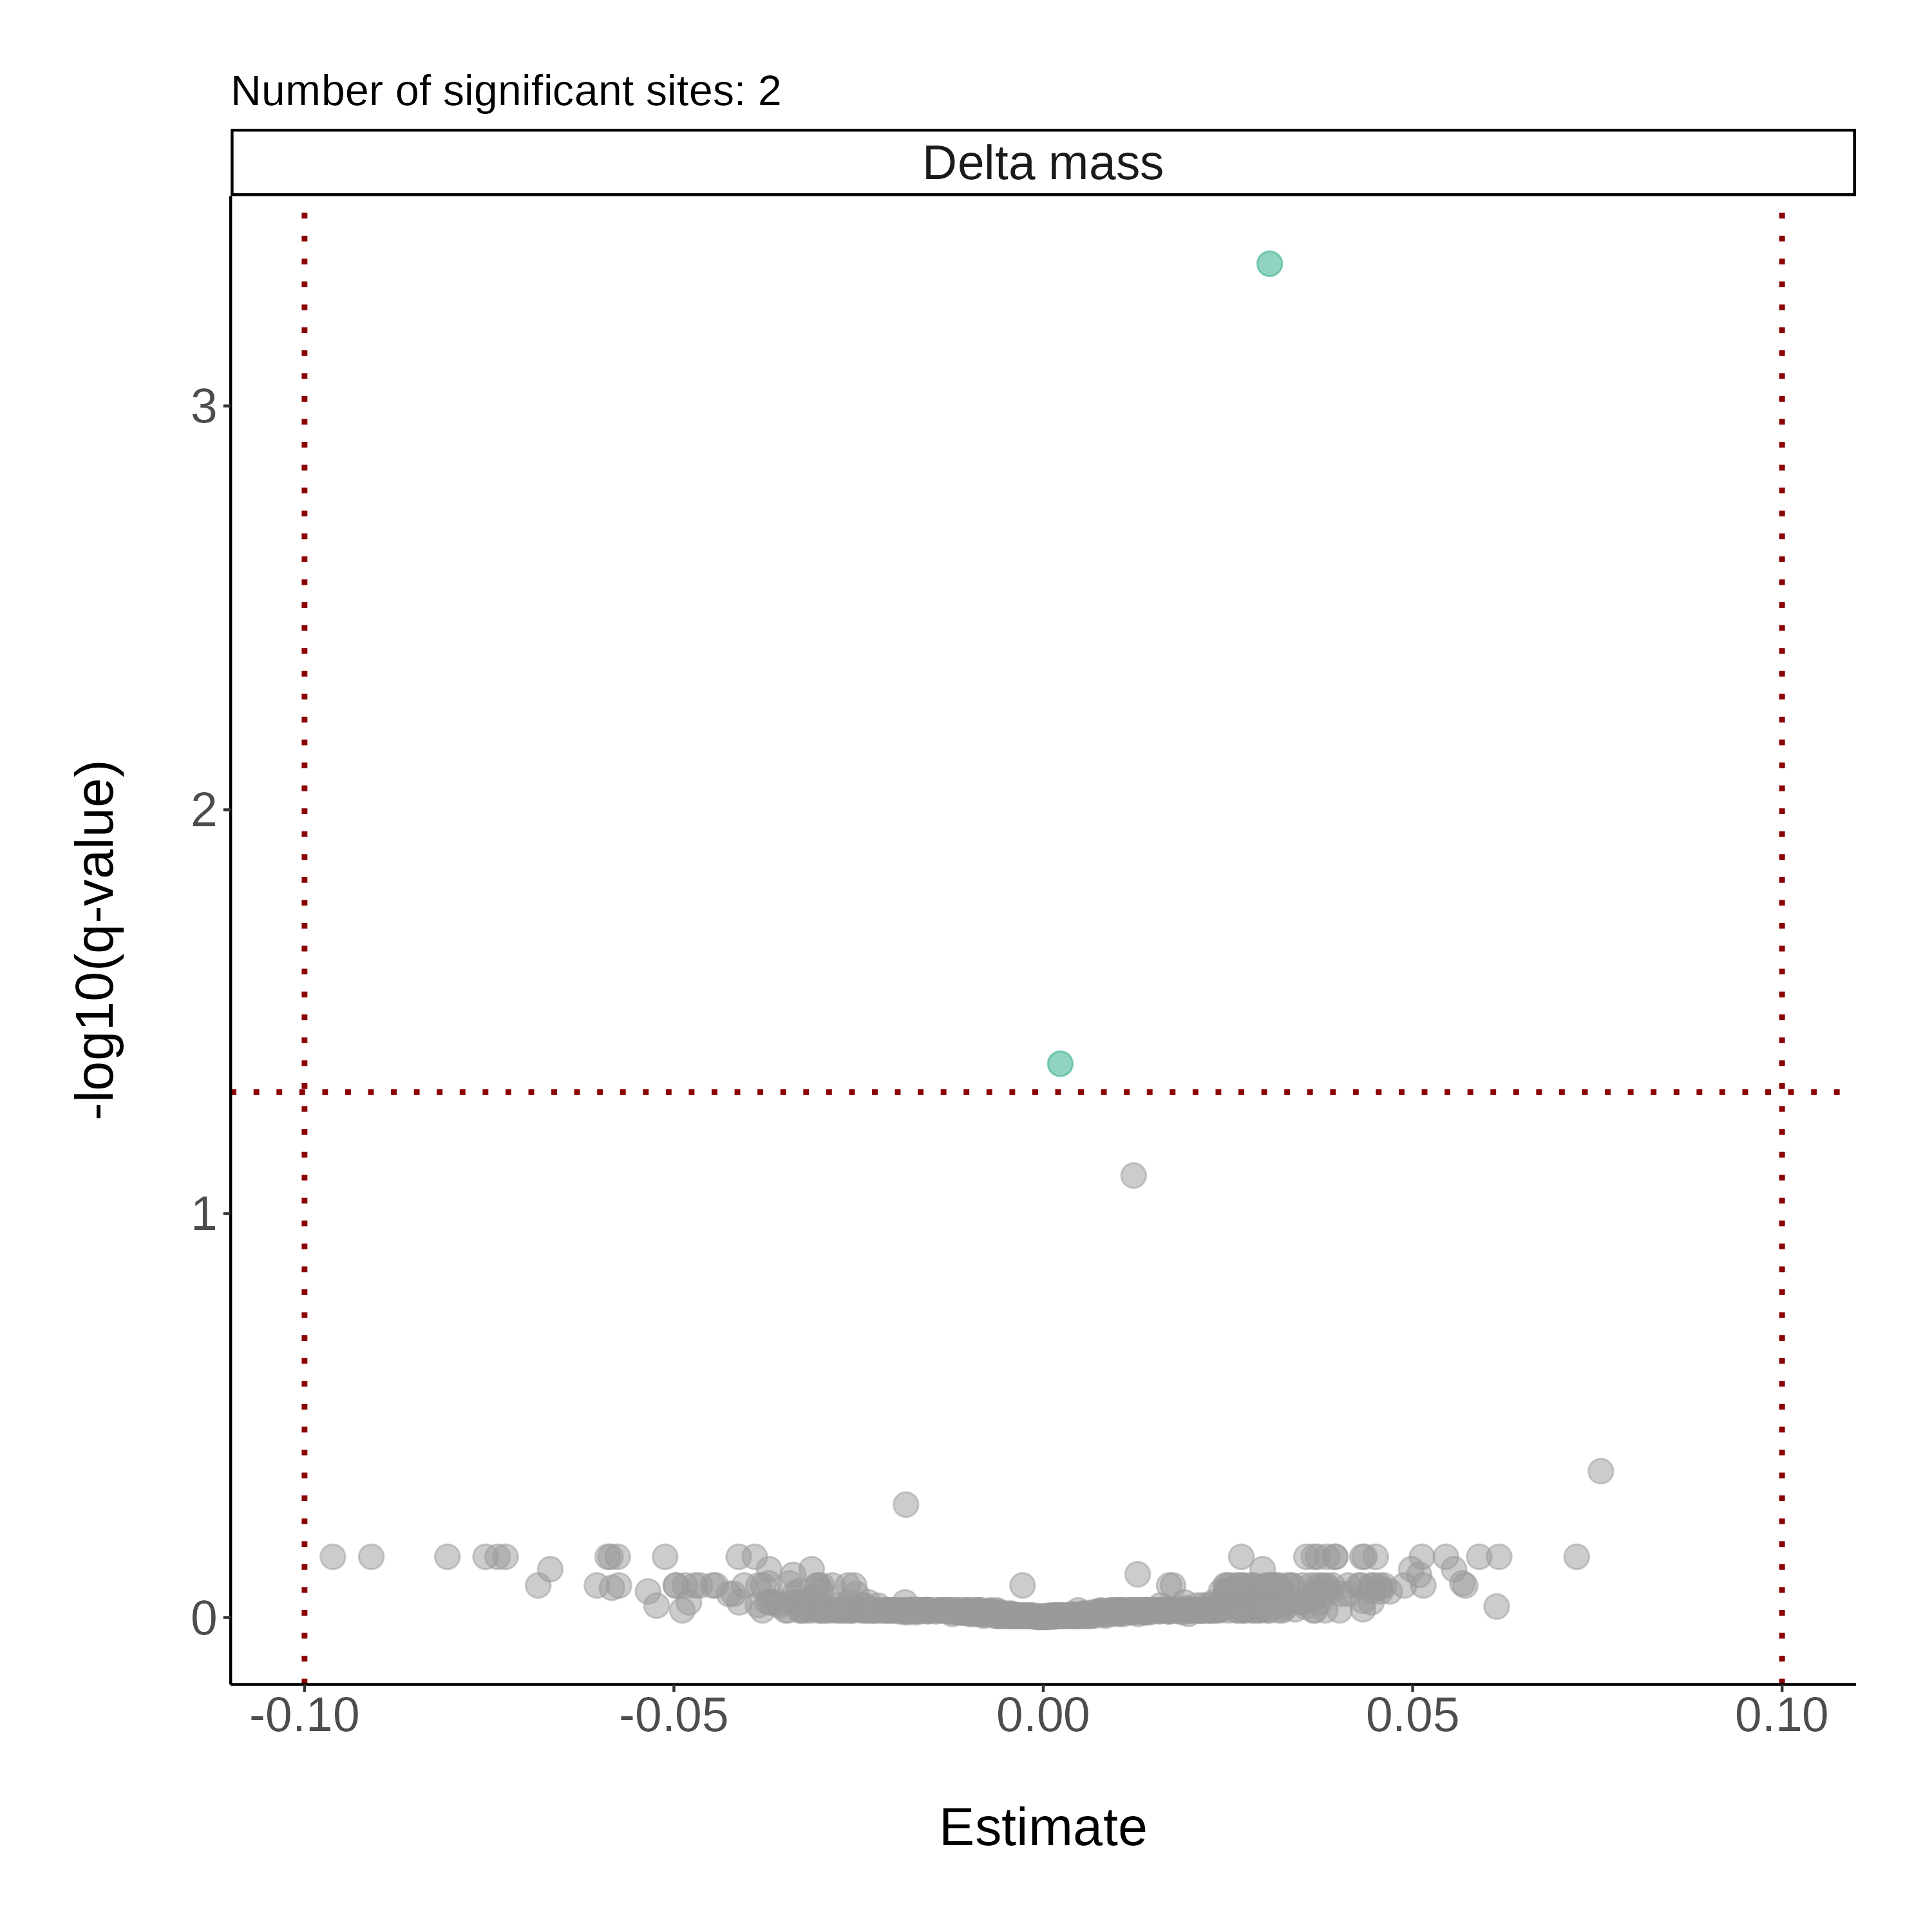 Number of significant sites: 2
Delta mass
3
2
1
0
-log10(q-value)
-0.10
-0.05
0.00
0.05
0.10
Estimate